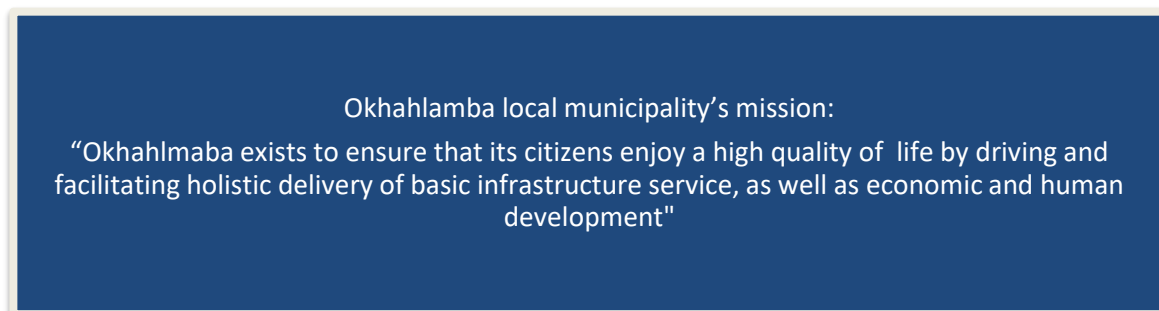 Okhahlamba local municipality’s mission:
“Okhahlmaba exists to ensure that its citizens enjoy a high quality of  life by driving and
facilitating holistic delivery of basic infrastructure service, as well as economic and human
development"